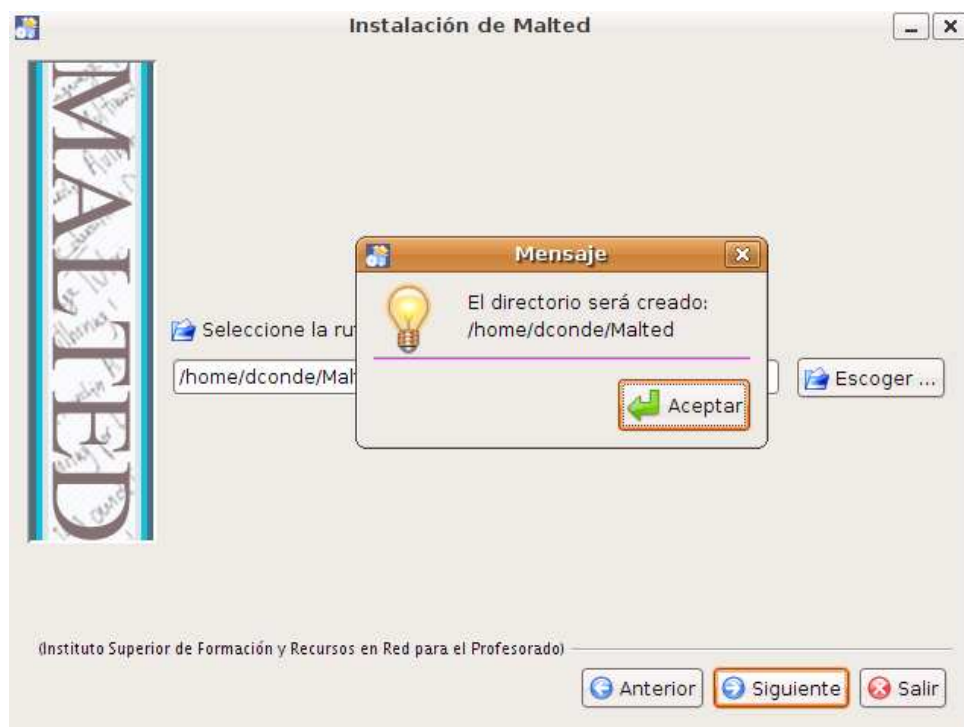 Instalación de Malted
MALTED
Mensaje
El directorio será creado:
/home/dconde/Malted
Aceptar
Seleccione la
/home/dconde/Mal
Escoger ...
(Instituto Superior de Formación y Recursos en Red para el Profesorado)
Anterior
Siguiente
Salir